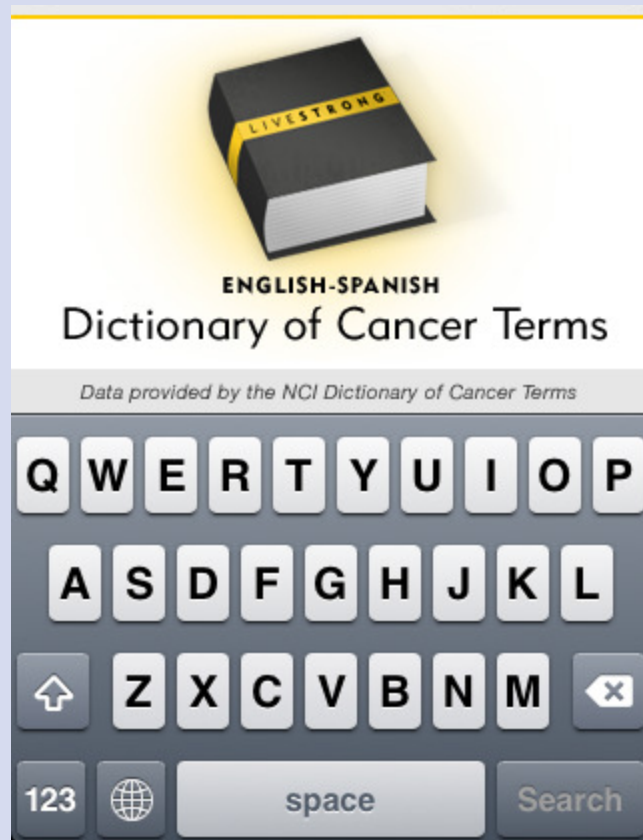 LIVESTRONG
ENGLISH-SPANISH
Dictionary of Cancer Terms
Data provided by the NCI Dictionary of Cancer Terms
Q W E R T Y U I O P
A S D F G H J K L
Z X C V B N M
123 space Search